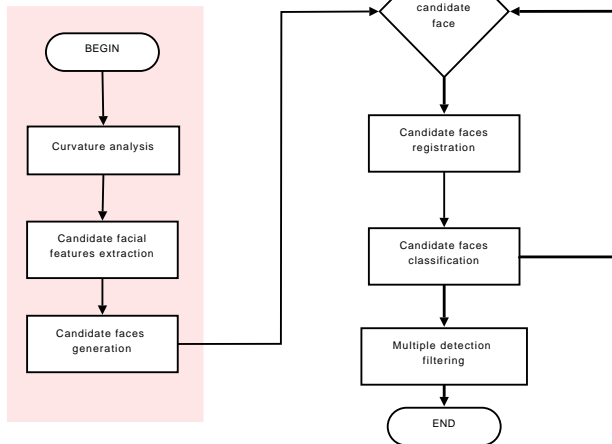 BEGIN
Curvature analysis
Candidate facial
features extraction
Candidate faces
generation
candidate
face
Candidate faces
registration
Candidate faces
classification
Multiple detection
filtering
END